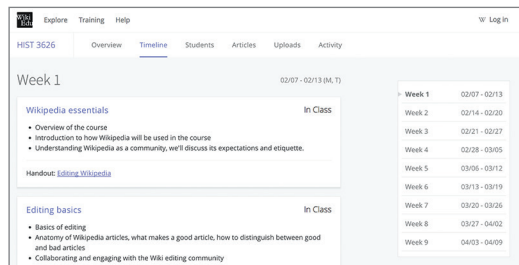 Wiki Edu Explore Training Help W Log in
HIST 3626 Overview Timeline Students Articles Uploads Activity
Week 1 02/07 - 02/13 (M, T)
Wikipedia essentials In Class
• Overview of the course
• Introduction to how Wikipedia will be used in the course
• Understanding Wikipedia as a community, we'll discuss its expectations and etiquette.
Handout: Editing Wikipedia
Editing basics In Class
• Basics of editing
• Anatomy of Wikipedia articles, what makes a good article, how to distinguish between good
and bad articles
• Collaborating and engaging with the Wiki editing community
Week 1 02/07 - 02/13
Week 2 02/14 - 02/20
Week 3 02/21 - 02/27
Week 4 02/28 - 03/05
Week 5 03/06 - 03/12
Week 6 03/13 - 03/19
Week 7 03/20 - 03/26
Week 8 03/27 - 04/02
Week 9 04/03 - 04/09